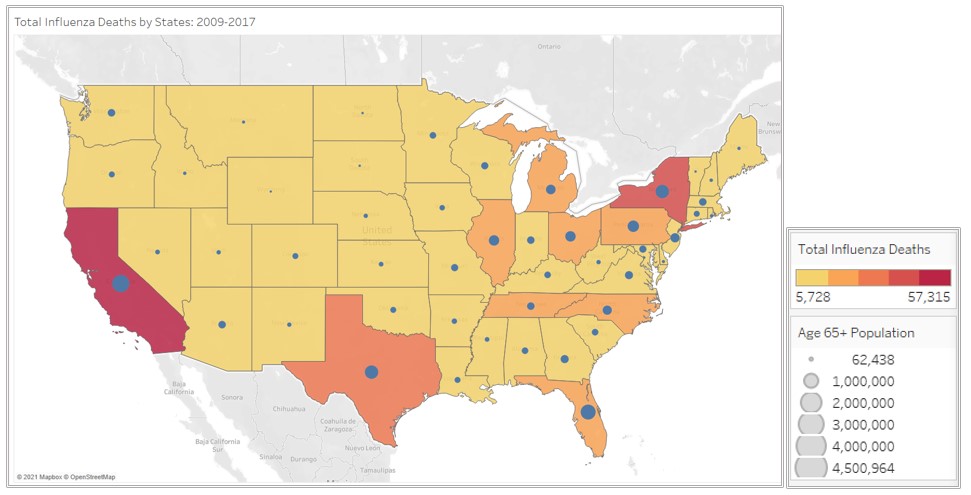 Total Influenza Deaths by States: 2009-2017
Ontario
New
Brunsw
United
States
Baja
California
Sonora
Chihuahua
Coahuila de
Zaragoza
Baja California
Sur
Nuevo León
Sinaloa
Durango
Tamaulipas
© 2021 Mapbox © OpenStreetMap
Total Influenza Deaths
5,728 57,315
Age 65+ Population
62,438
1,000,000
2,000,000
3,000,000
4,000,000
4,500,964